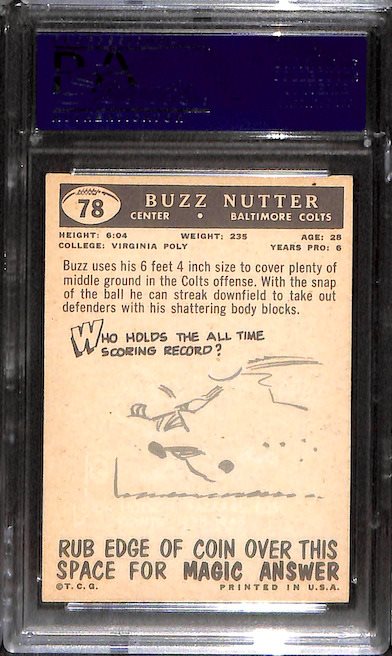 78
BUZZ NUTTER
CENTER • BALTIMORE COLTS
HEIGHT: 6:04 WEIGHT: 235 AGE: 28
COLLEGE: VIRGINIA POLY YEARS PRO: 6
Buzz uses his 6 feet 4 inch size to cover plenty of
middle ground in the Colts offense. With the snap
of the ball he can streak downfield to take out
defenders with his shattering body blocks.
WHO HOLDS THE ALL TIME
SCORING RECORD?
RUB EDGE OF COIN OVER THIS
SPACE FOR MAGIC ANSWER
©T.C.G. PRINTED IN U.S.A.